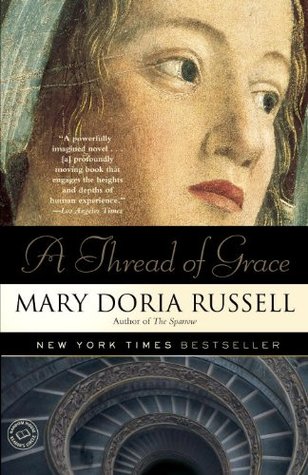 "A powerfully
imagined novel . . .
[a] profoundly
moving book that
engages the heights
and depths of
human experience."
—Los Angeles Times
A Thread of Grace
MARY DORIA RUSSELL
Author of The Sparrow
NEW YORK TIMES BESTSELLER